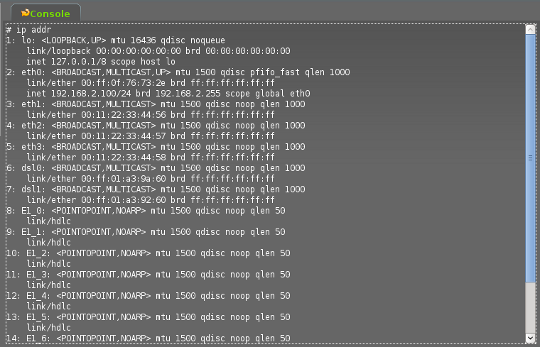 Console
# ip addr
1: lo: <LOOPBACK,UP> mtu 16436 qdisc noqueue
link/loopback 00:00:00:00:00:00 brd 00:00:00:00:00:00
inet 127.0.0.1/8 scope host lo
2: eth0: <BROADCAST,MULTICAST,UP> mtu 1500 qdisc pfifo_fast qlen 1000
link/ether 00:ff:0f:76:73:2e brd ff:ff:ff:ff:ff:ff
inet 192.168.2.100/24 brd 192.168.2.255 scope global eth0
3: eth1: <BROADCAST,MULTICAST> mtu 1500 qdisc noop qlen 1000
link/ether 00:11:22:33:44:56 brd ff:ff:ff:ff:ff:ff
4: eth2: <BROADCAST,MULTICAST> mtu 1500 qdisc noop qlen 1000
link/ether 00:11:22:33:44:57 brd ff:ff:ff:ff:ff:ff
5: eth3: <BROADCAST,MULTICAST> mtu 1500 qdisc noop qlen 1000
link/ether 00:11:22:33:44:58 brd ff:ff:ff:ff:ff:ff
6: dsl0: <BROADCAST,MULTICAST> mtu 1500 qdisc noop qlen 1000
link/ether 00:ff:01:a3:9a:60 brd ff:ff:ff:ff:ff:ff
7: dsl1: <BROADCAST,MULTICAST> mtu 1500 qdisc noop qlen 1000
link/ether 00:ff:01:a3:92:60 brd ff:ff:ff:ff:ff:ff
8: E1_0: <POINTOPOINT,NOARP> mtu 1500 qdisc noop qlen 50
link/hdlc
9: E1_1: <POINTOPOINT,NOARP> mtu 1500 qdisc noop qlen 50
link/hdlc
10: E1_2: <POINTOPOINT,NOARP> mtu 1500 qdisc noop qlen 50
link/hdlc
11: E1_3: <POINTOPOINT,NOARP> mtu 1500 qdisc noop qlen 50
link/hdlc
12: E1_4: <POINTOPOINT,NOARP> mtu 1500 qdisc noop qlen 50
link/hdlc
13: E1_5: <POINTOPOINT,NOARP> mtu 1500 qdisc noop qlen 50
link/hdlc
14: E1_6: <POINTOPOINT,NOARP> mtu 1500 qdisc noop qlen 50